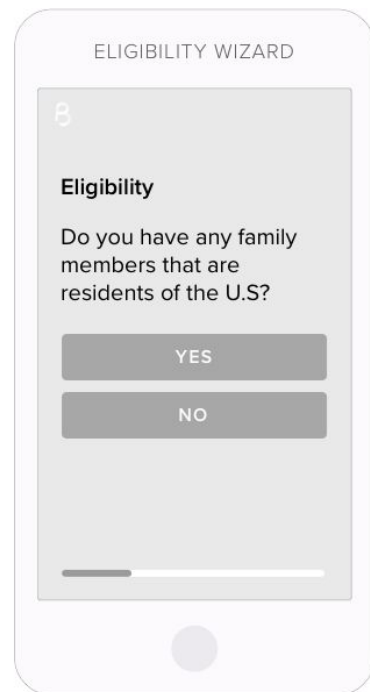 ELIGIBILITY WIZARD
Eligibility
Do you have any family
members that are
residents of the U.S?
YES
NO